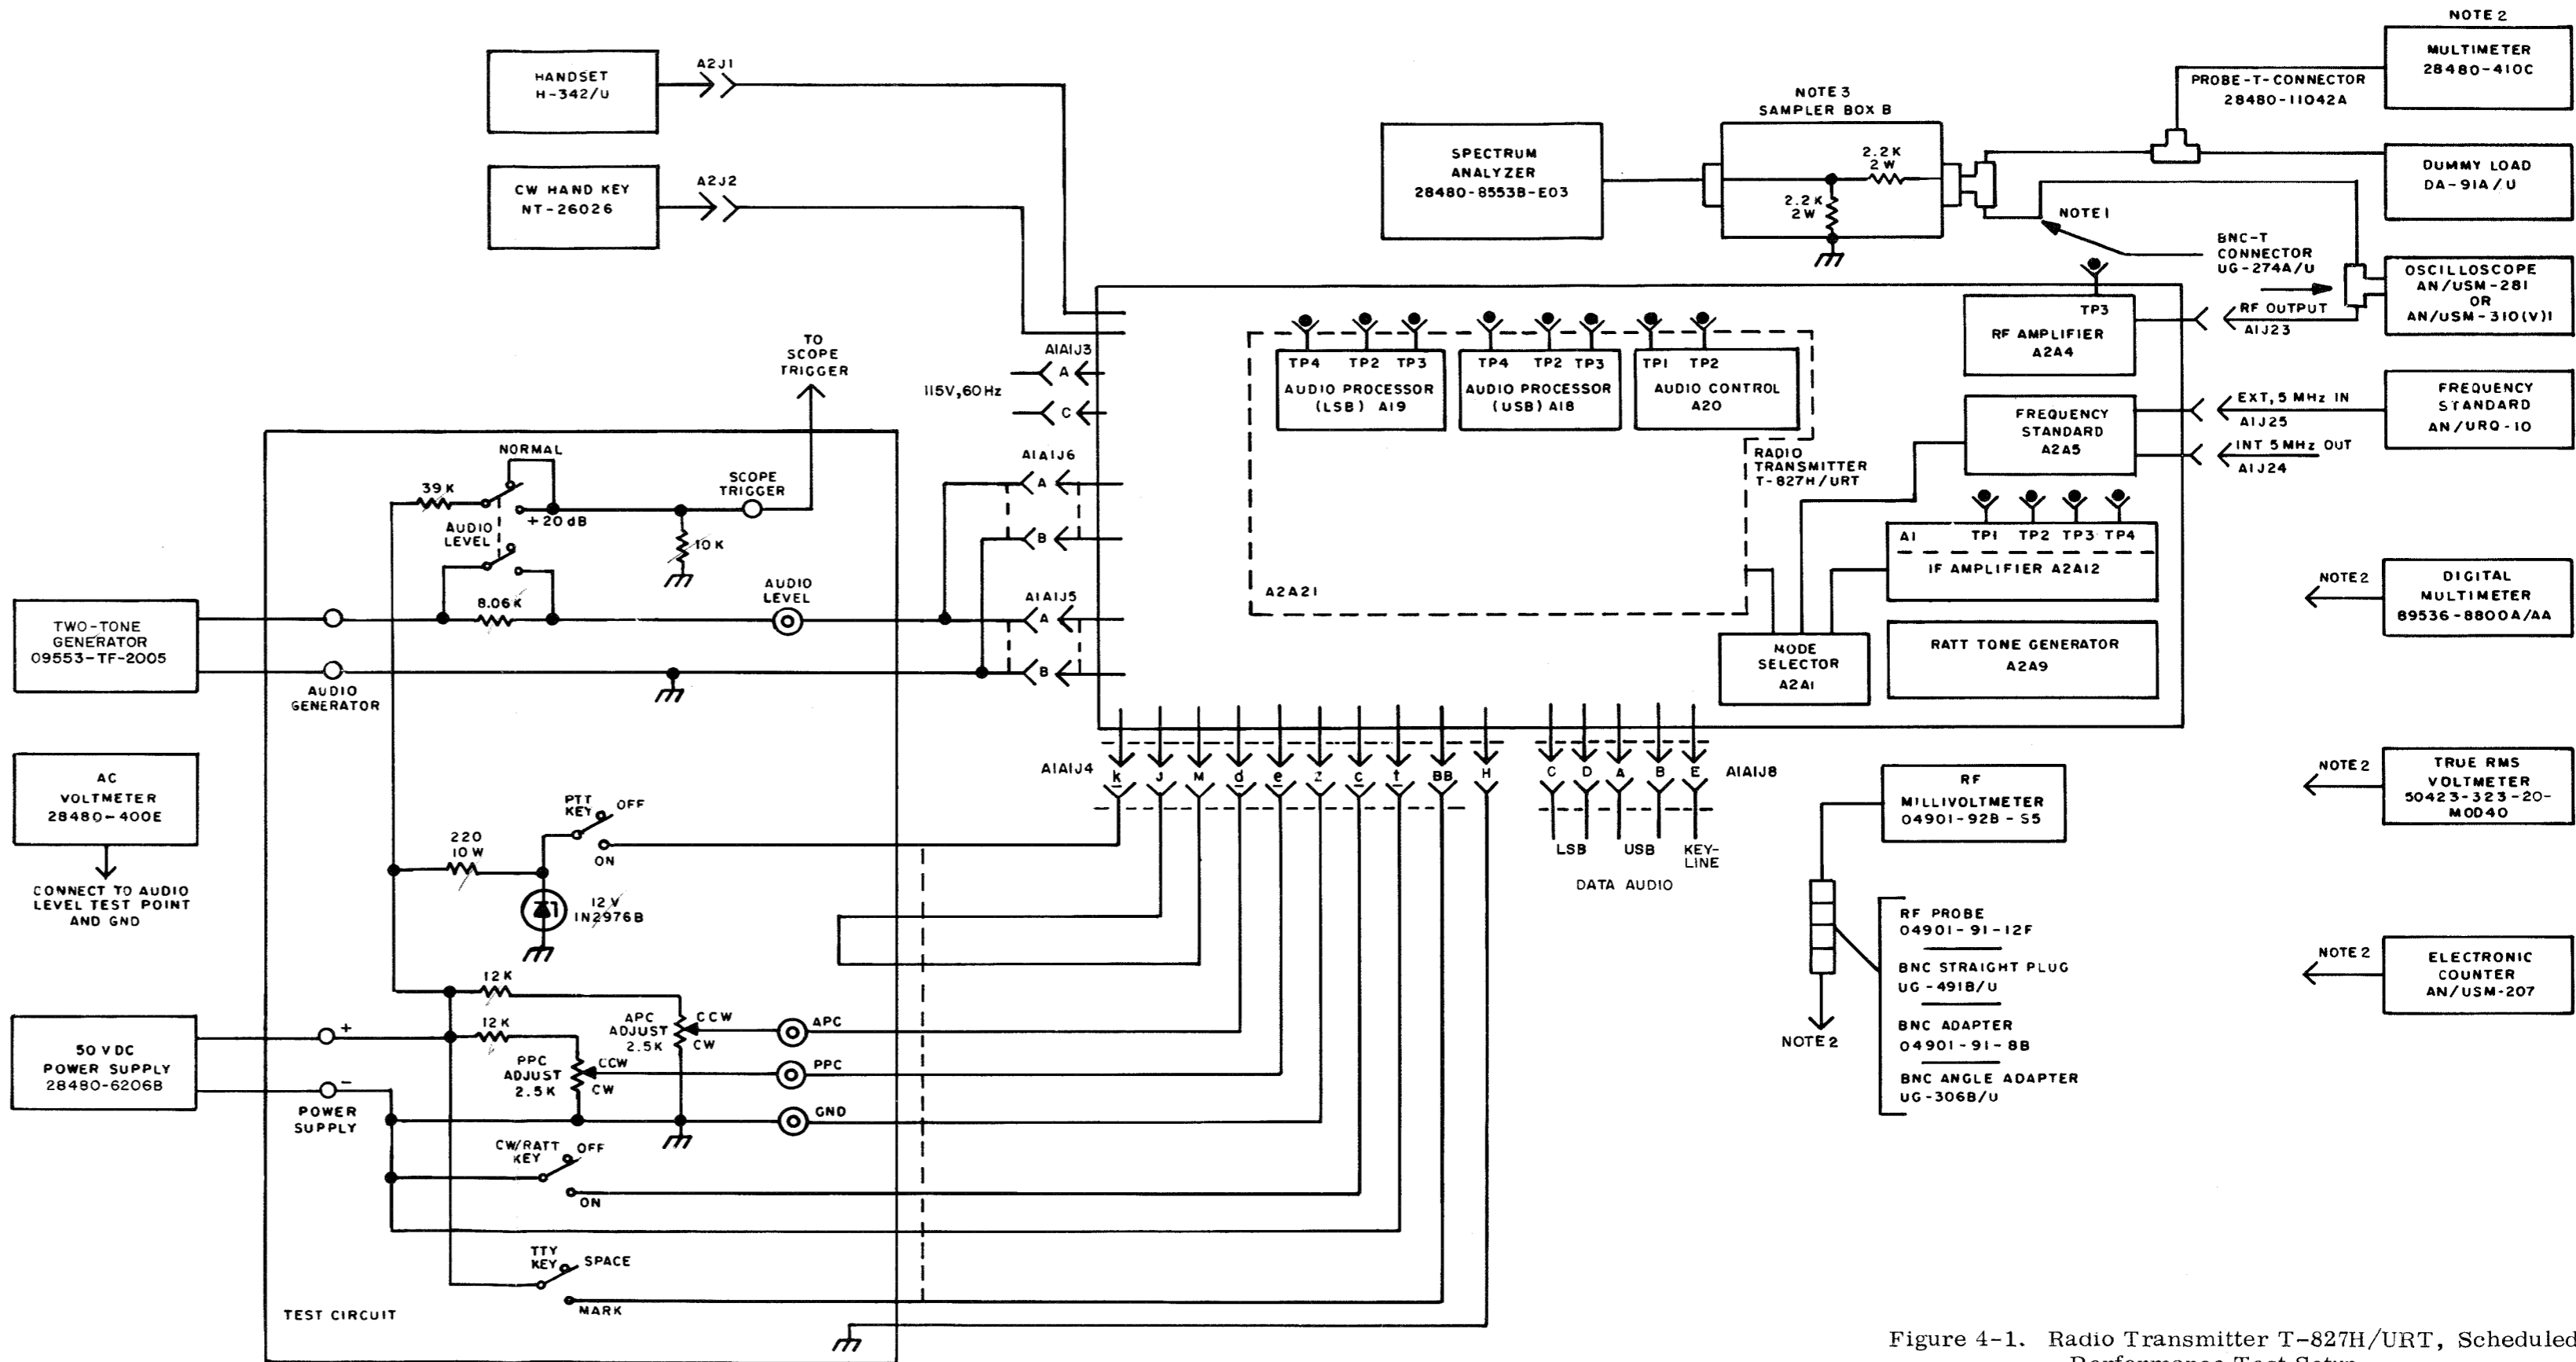 HANDSET
H-342/U
A2J1
CW HAND KEY
NT-26026
A2J2
NOTE 2
MULTIMETER
28480-410C
PROBE-T-CONNECTOR
28480-11042A
NOTE 3
SAMPLER BOX B
SPECTRUM
ANALYZER
28480-8553B-E03
2.2K
2W
2.2K
2W
DUMMY LOAD
DA-91A/U
NOTE 1
BNC-T
CONNECTOR
UG-274A/U
OSCILLOSCOPE
AN/USM-281
OR
AN/USM-310(V)1
RF OUTPUT
A1J23
TP3
RF AMPLIFIER
A2A4
TO
SCOPE
TRIGGER
A1A1J3
A
115V,60Hz
C
TP4 TP2 TP3
AUDIO PROCESSOR
(LSB) A19
TP4 TP2 TP3
AUDIO PROCESSOR
(USB) A18
TP1 TP2
AUDIO CONTROL
A20
FREQUENCY
STANDARD
A2A5
EXT, 5 MHz IN
A1J25
INT 5MHz OUT
A1J24
FREQUENCY
STANDARD
AN/URQ-10
RADIO
TRANSMITTER
T-827H/URT
NORMAL
39K
+20 dB
AUDIO
LEVEL
SCOPE
TRIGGER
10K
A1A1J6
A
B
A1 TP1 TP2 TP3 TP4
IF AMPLIFIER A2A12
A2A21
NOTE 2
DIGITAL
MULTIMETER
89536-8800A/AA
TWO-TONE
GENERATOR
09553-TF-2005
8.06K
AUDIO
LEVEL
A1A1J5
A
B
AUDIO
GENERATOR
MODE
SELECTOR
A2A1
RATT TONE GENERATOR
A2A9
AC
VOLTMETER
28480-400E
CONNECT TO AUDIO
LEVEL TEST POINT
AND GND
A1A1J4
k J M d e z c t BB H
C D A B E
A1A1J8
LSB USB KEY-
LINE
DATA AUDIO
RF
MILLIVOLTMETER
04901-92B-S5
NOTE 2
TRUE RMS
VOLTMETER
50423-323-20-
MOD40
PTT
KEY
OFF
ON
220
10W
12V
1N2976B
RF PROBE
04901-91-12F
BNC STRAIGHT PLUG
UG-491B/U
BNC ADAPTER
04901-91-8B
BNC ANGLE ADAPTER
UG-306B/U
NOTE 2
NOTE 2
ELECTRONIC
COUNTER
AN/USM-207
50 VDC
POWER SUPPLY
28480-6206B
+
-
POWER
SUPPLY
12K
12K
APC
ADJUST
2.5K
CCW
CW
APC
PPC
ADJUST
2.5K
CCW
CW
PPC
GND
CW/RATT
KEY
OFF
ON
TTY
KEY
SPACE
MARK
TEST CIRCUIT
Figure 4-1. Radio Transmitter T-827H/URT, Scheduled
Performance Test Setup